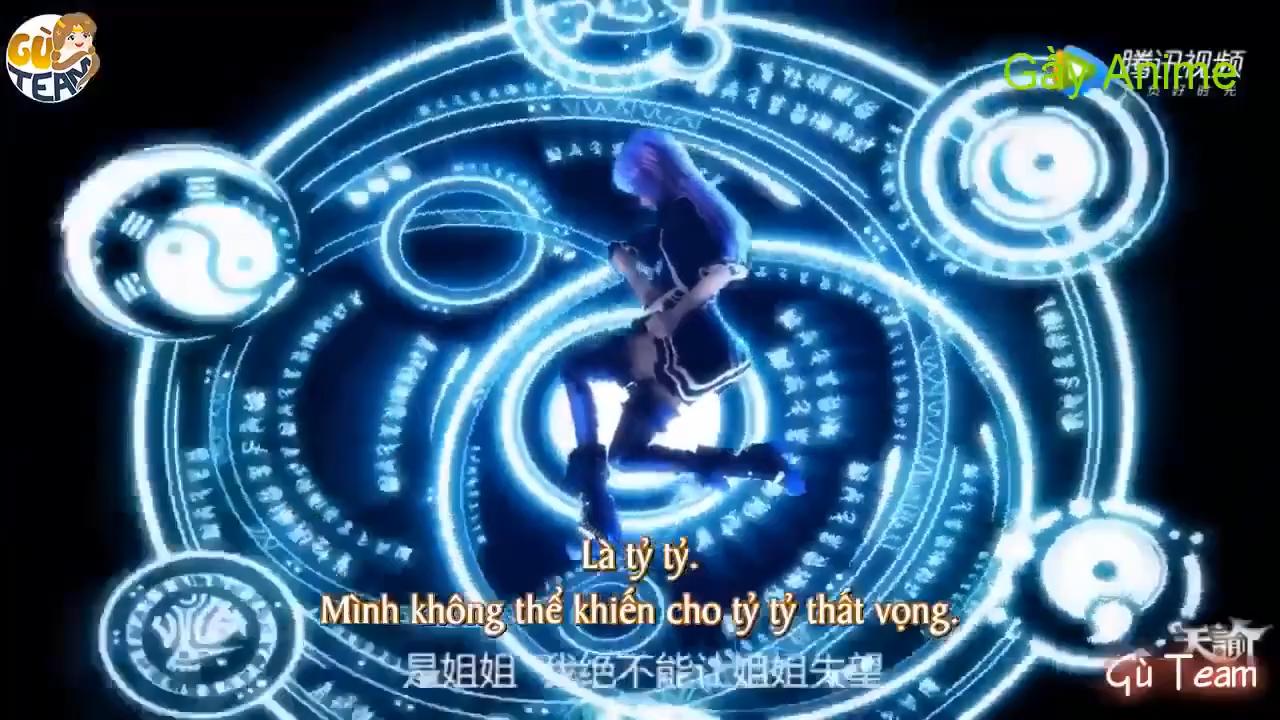 GÙ
TEAM
腾讯视频
Gầy Anime
Là tỷ tỷ.
Mình không thể khiến cho tỷ tỷ thất vọng.
是姐姐 我绝不能让姐姐失望
天諭
Gù Team